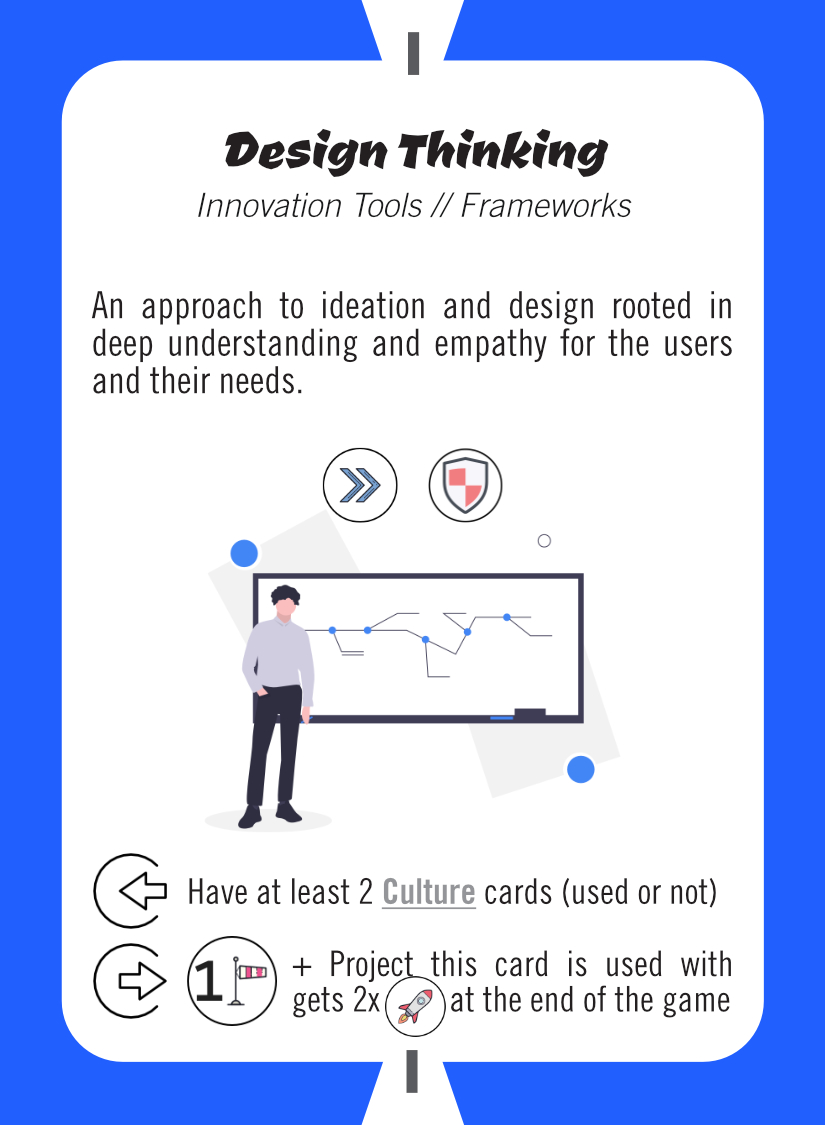 Design Thinking
Innovation Tools // Frameworks
An approach to ideation and design rooted in
deep understanding and empathy for the users
and their needs.
Have at least 2 Culture cards (used or not)
1 + Project this card is used with
gets 2x at the end of the game